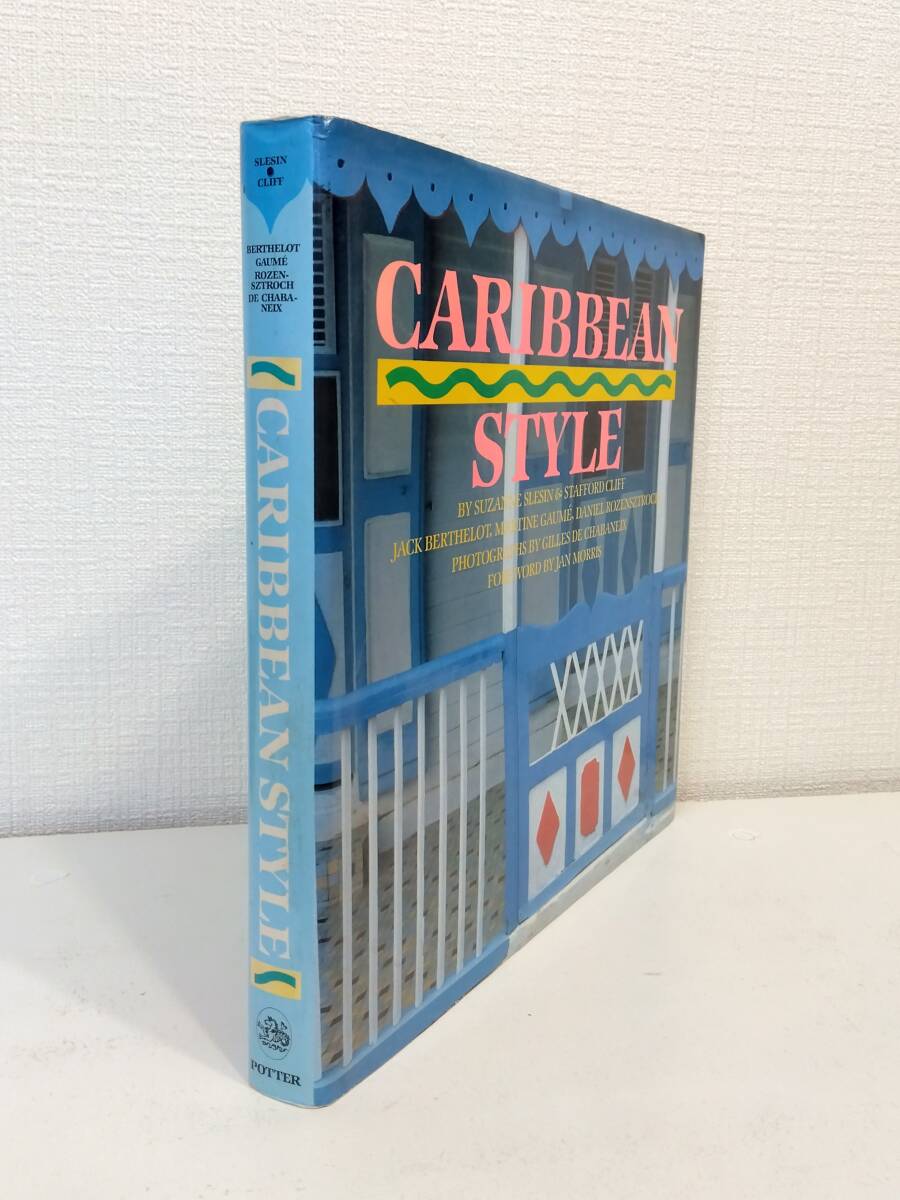 SLESIN
CLIFF
BERTHELOT
GAUMÉ
ROZEN-
SZTROCH
DE CHABA-
NEIX
CARIBBEAN STYLE
POTTER
CARIBBEAN
STYLE
BY SUZANNE SLESIN & STAFFORD CLIFF
JACK BERTHELOT, MARTINE GAUMÉ, DANIEL ROZENSZTROCH
PHOTOGRAPHS BY GILLES DE CHABANEIX
FOREWORD BY JAN MORRIS